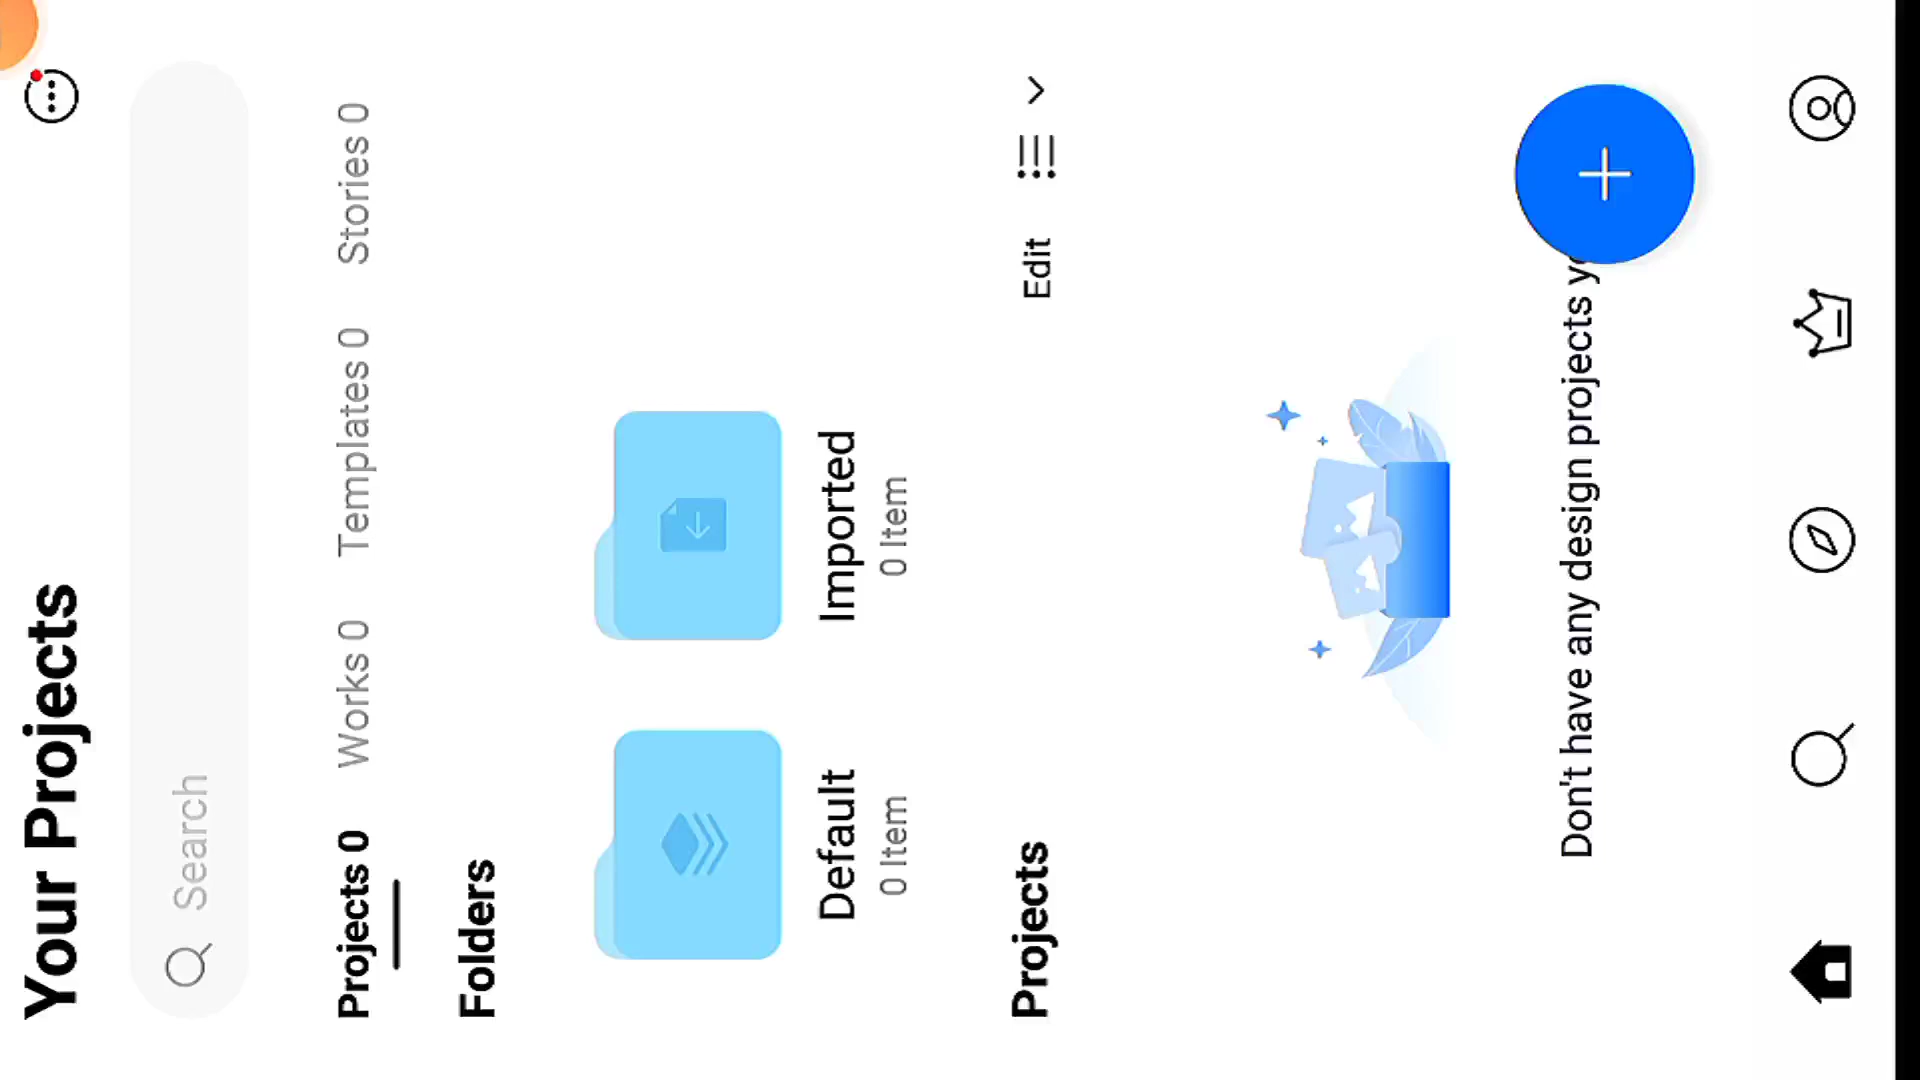 Your Projects
Search
Projects 0 Works 0 Templates 0 Stories 0
Folders
Default Imported
0 Item 0 Item
Projects Edit
Don't have any design projects y